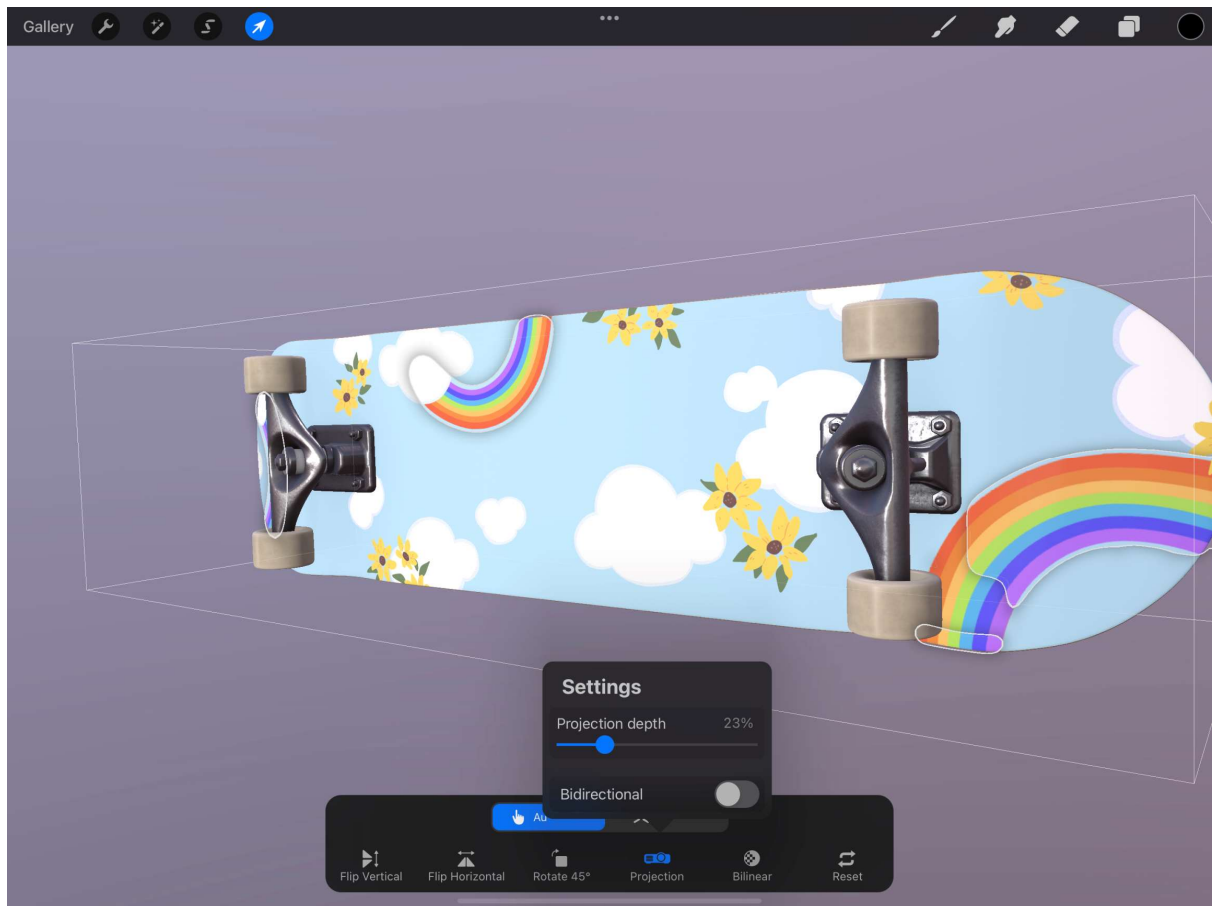 Gallery
Settings
Projection depth 23%
Bidirectional
Flip Vertical Flip Horizontal Rotate 45° Projection Bilinear Reset